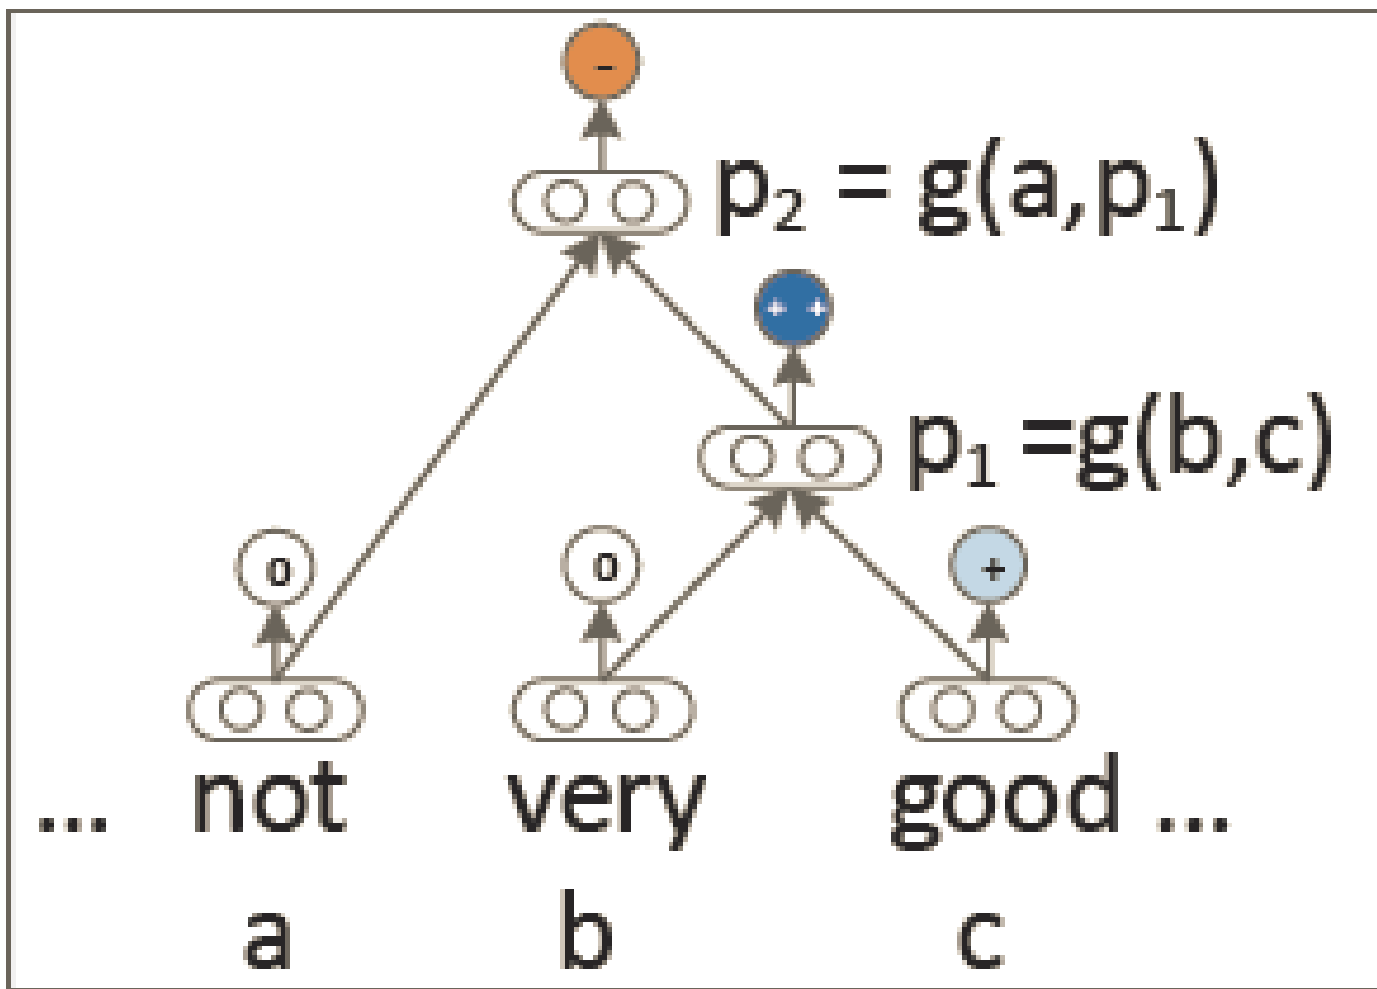 -
p₂ = g(a,p₁)
+ +
p₁ =g(b,c)
0 0 +
... not very good ...
a b c